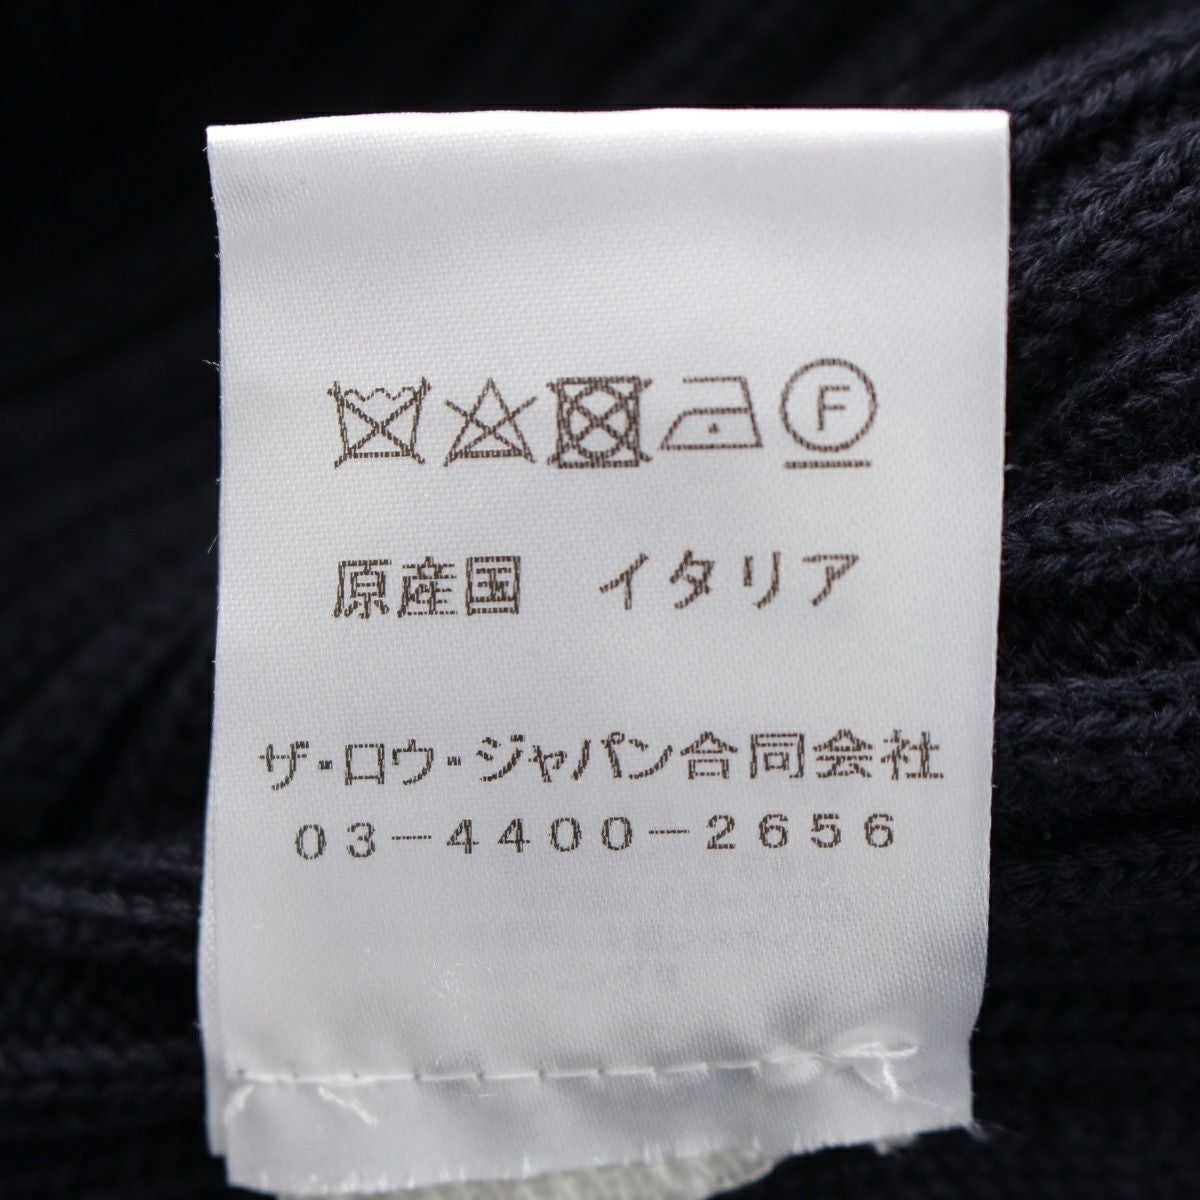 F
原産国　イタリア
ザ・ロウ・ジャパン合同会社
03-4400-2656